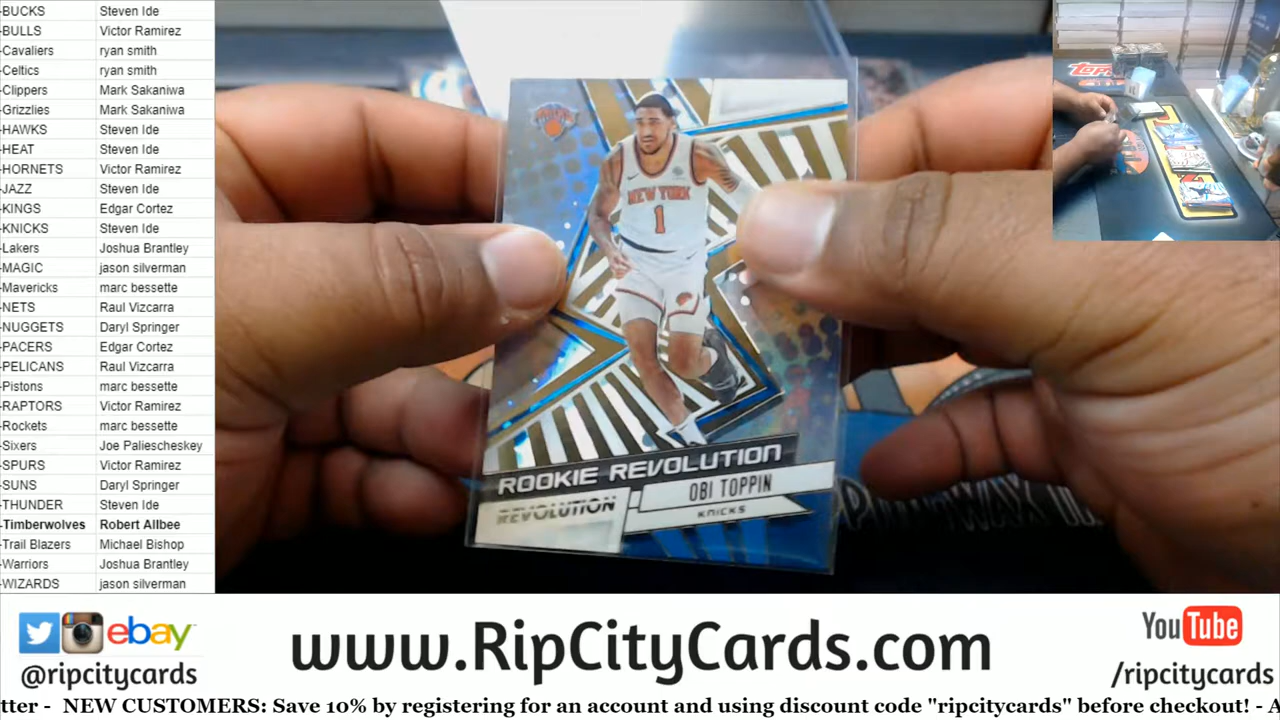 -BUCKS Steven Ide
-BULLS Victor Ramirez
-Cavaliers ryan smith
-Celtics ryan smith
-Clippers Mark Sakaniwa
-Grizzlies Mark Sakaniwa
-HAWKS Steven Ide
-HEAT Steven Ide
-HORNETS Victor Ramirez
-JAZZ Steven Ide
-KINGS Edgar Cortez
-KNICKS Steven Ide
-Lakers Joshua Brantley
-MAGIC jason silverman
-Mavericks marc bessette
-NETS Raul Vizcarra
-NUGGETS Daryl Springer
-PACERS Edgar Cortez
-PELICANS Raul Vizcarra
-Pistons marc bessette
-RAPTORS Victor Ramirez
-Rockets marc bessette
-Sixers Joe Paliescheskey
-SPURS Victor Ramirez
-SUNS Daryl Springer
-THUNDER Steven Ide
-Timberwolves Robert Allbee
-Trail Blazers Michael Bishop
-Warriors Joshua Brantley
-WIZARDS jason silverman
NEW YORK
1
ROOKIE REVOLUTION
REVOLUTION
OBI TOPPIN
KNICKS
ebay
@ripcitycards
www.RipCityCards.com
YouTube
/ripcitycards
tter - NEW CUSTOMERS: Save 10% by registering for an account and using discount code "ripcitycards" before checkout! - A